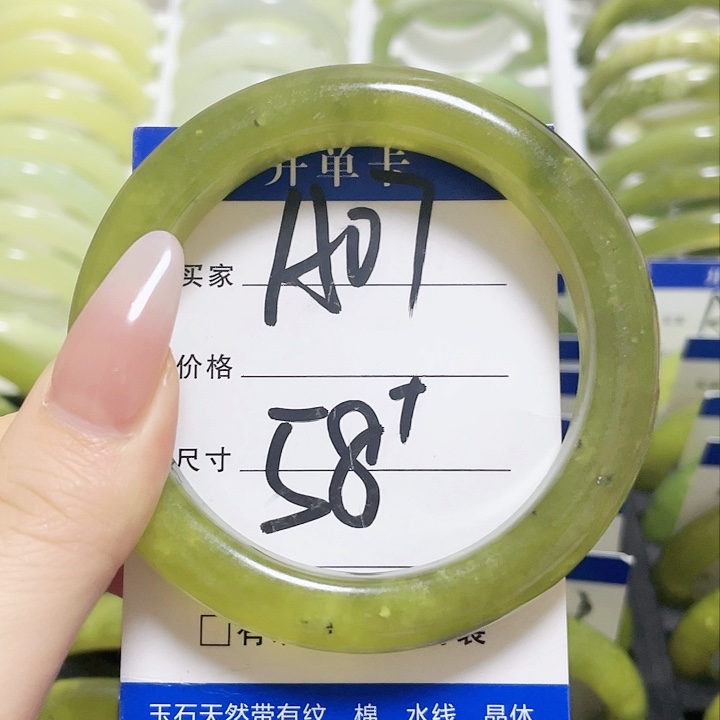 开单卡
买家 A07
价格
尺寸 58+
□有
玉石天然带有纹、棉、水线、晶体